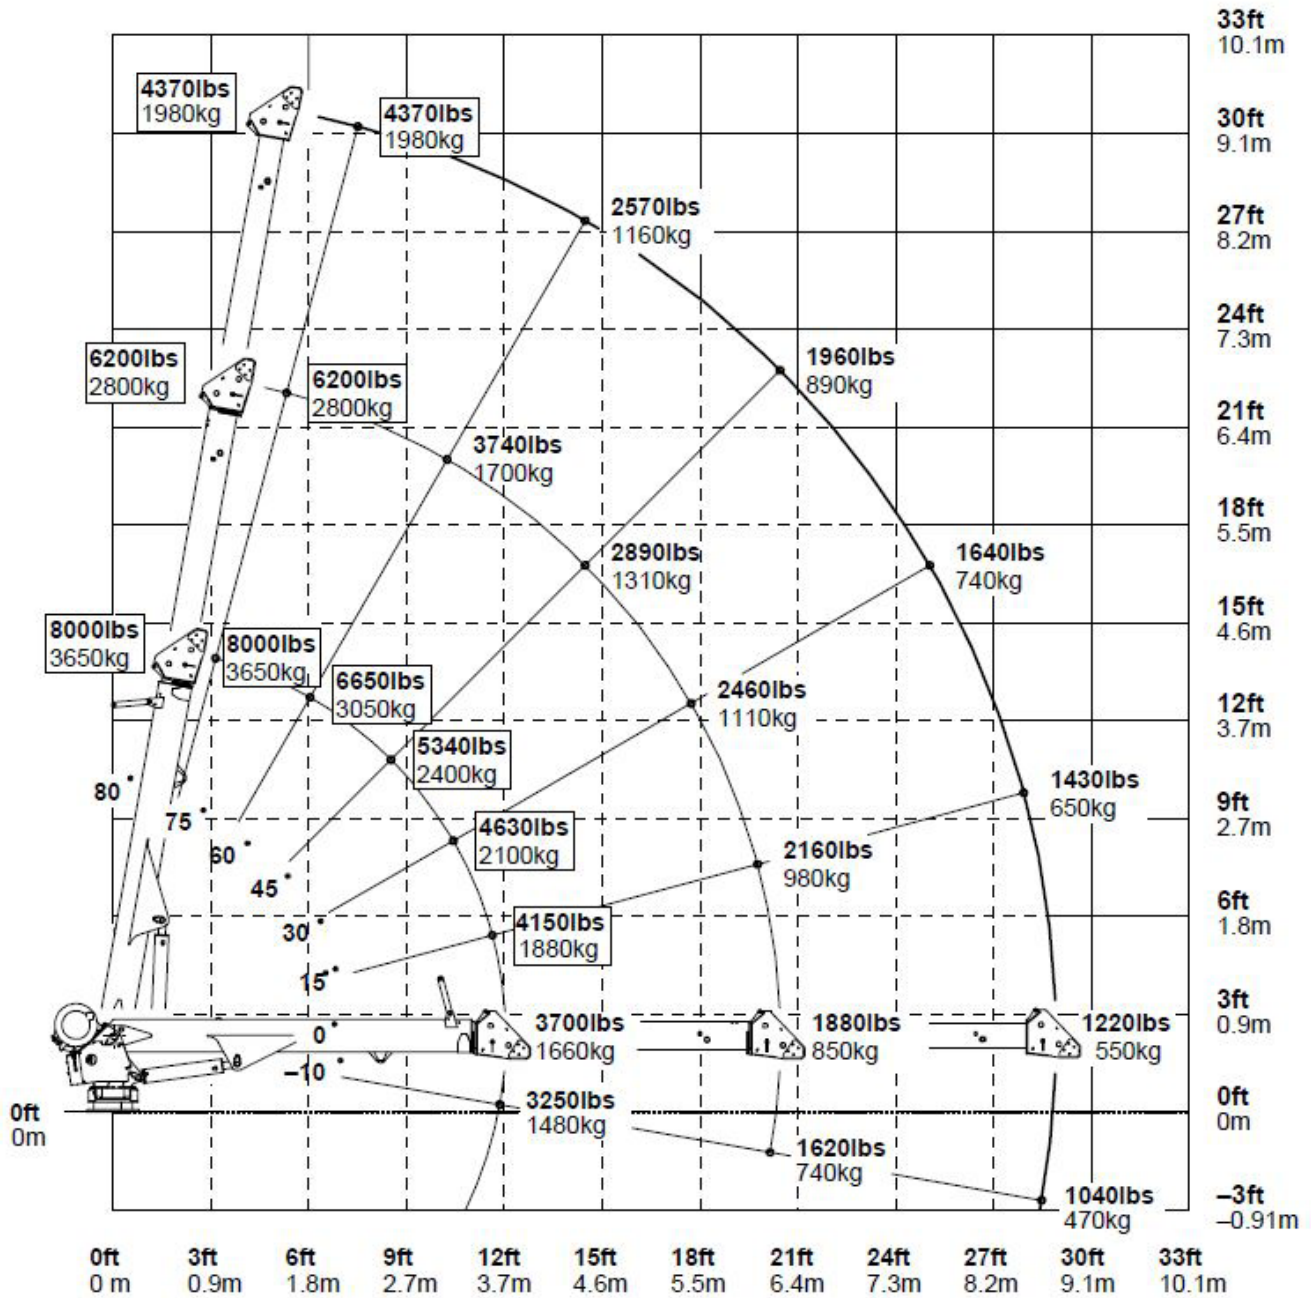 33ft
10.1m
4370lbs
1980kg
4370lbs
1980kg
30ft
9.1m
2570lbs
1160kg
27ft
8.2m
24ft
7.3m
6200lbs
2800kg
6200lbs
2800kg
1960lbs
890kg
21ft
6.4m
3740lbs
1700kg
18ft
5.5m
2890lbs
1310kg
1640lbs
740kg
15ft
4.6m
8000lbs
3650kg
8000lbs
3650kg
6650lbs
3050kg
2460lbs
1110kg
12ft
3.7m
5340lbs
2400kg
80
75
60
45
30
15
0
–10
1430lbs
650kg
9ft
2.7m
4630lbs
2100kg
2160lbs
980kg
6ft
1.8m
4150lbs
1880kg
3ft
0.9m
3700lbs
1660kg
1880lbs
850kg
1220lbs
550kg
0ft
0m
3250lbs
1480kg
0ft
0m
1620lbs
740kg
1040lbs
470kg
–3ft
–0.91m
0ft 3ft 6ft 9ft 12ft 15ft 18ft 21ft 24ft 27ft 30ft 33ft
0 m 0.9m 1.8m 2.7m 3.7m 4.6m 5.5m 6.4m 7.3m 8.2m 9.1m 10.1m